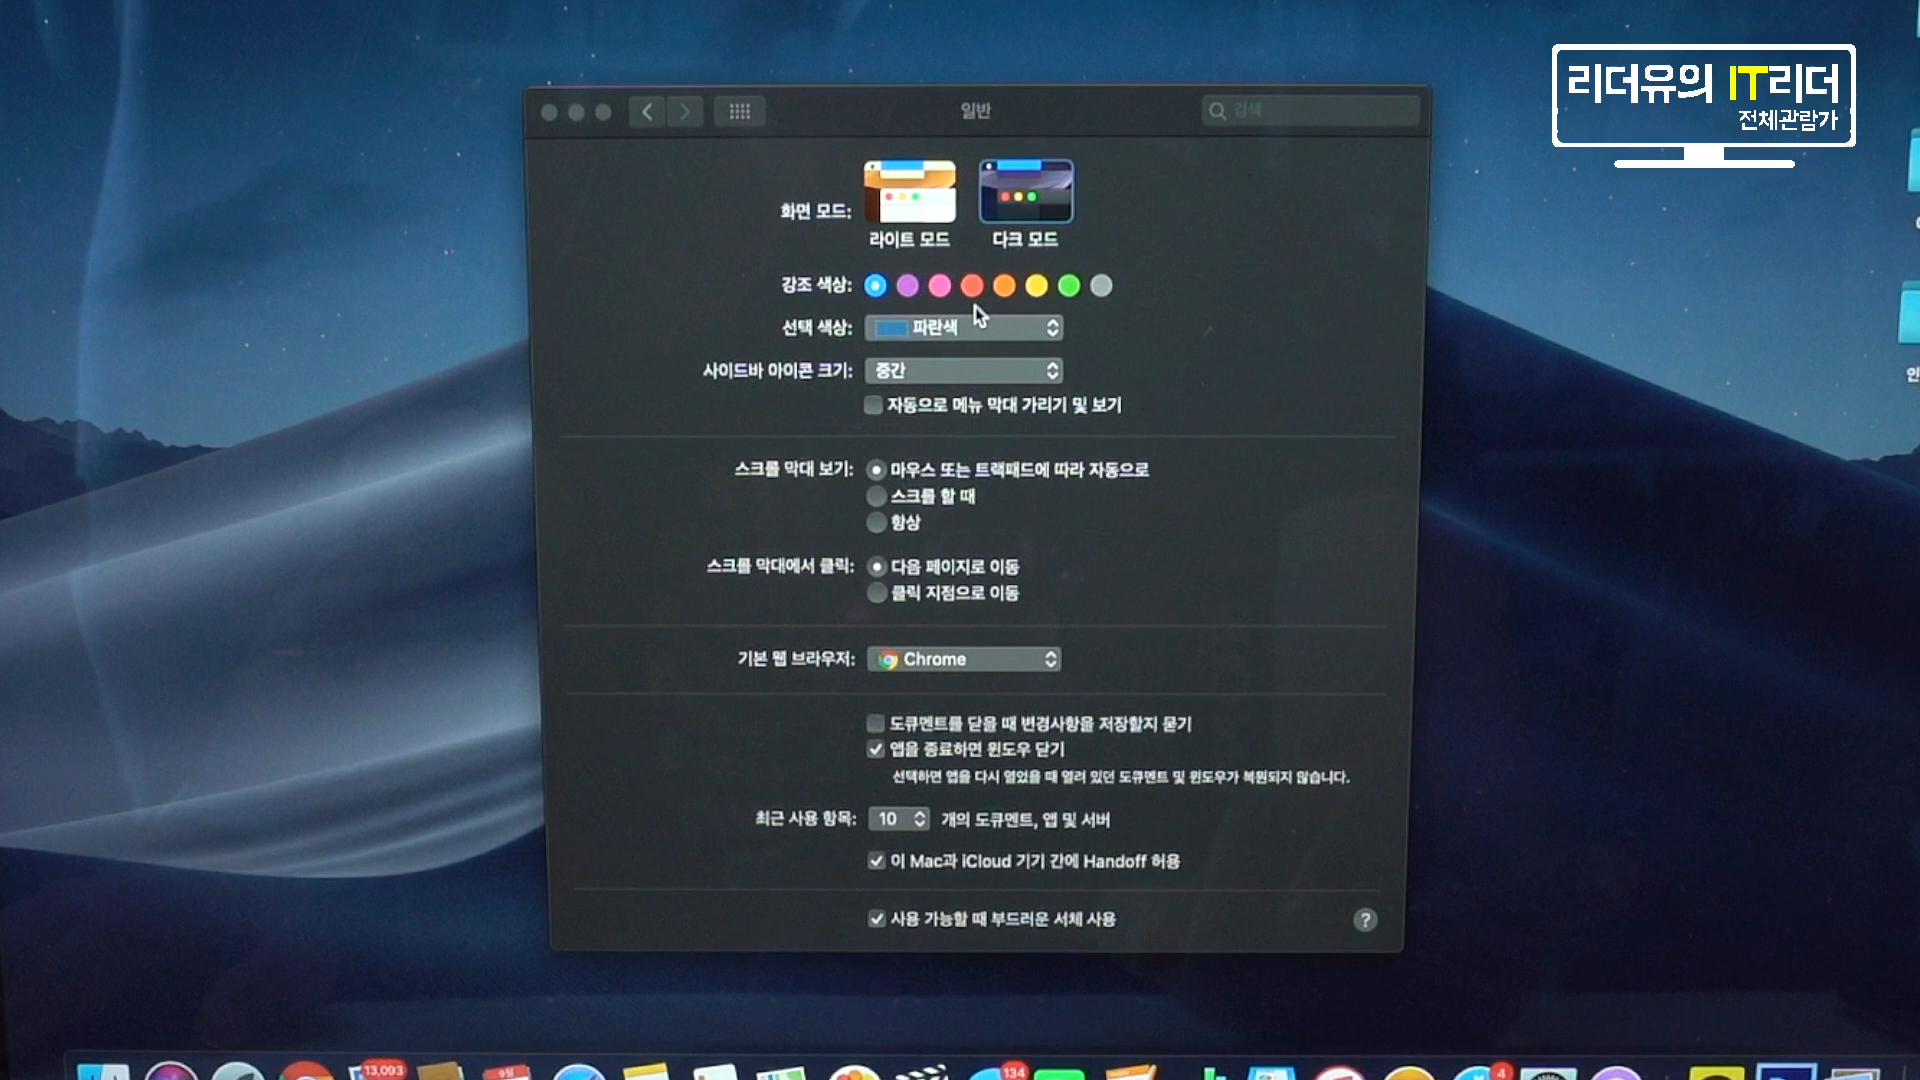 리더유의 IT리더
전체관람가
일반
검색
화면 모드:
라이트 모드
다크 모드
강조 색상:
선택 색상: 파란색
사이드바 아이콘 크기: 중간
자동으로 메뉴 막대 가리기 및 보기
스크롤 막대 보기: 마우스 또는 트랙패드에 따라 자동으로
스크롤 할 때
항상
스크롤 막대에서 클릭: 다음 페이지로 이동
클릭 지점으로 이동
기본 웹 브라우저: Chrome
도큐멘트를 닫을 때 변경사항을 저장할지 묻기
앱을 종료하면 윈도우 닫기
선택하면 앱을 다시 열었을 때 열려 있던 도큐멘트 및 윈도우가 복원되지 않습니다.
최근 사용 항목: 10 개의 도큐멘트, 앱 및 서버
이 Mac과 iCloud 기기 간에 Handoff 허용
사용 가능할 때 부드러운 서체 사용
?
13,093
9월
134
4